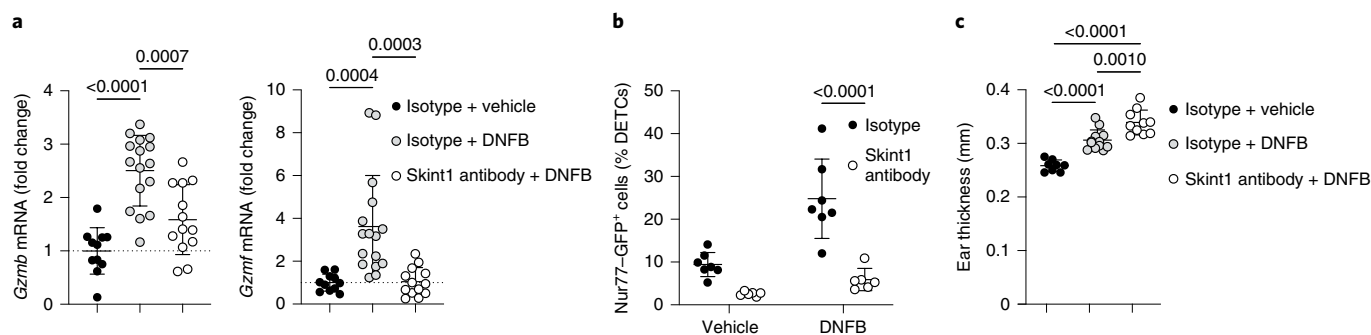 a
Gzmb mRNA (fold change)
4
3
2
1
0
<0.0001
0.0007
Gzmf mRNA (fold change)
10
8
6
4
2
0
0.0004
0.0003
Isotype + vehicle
Isotype + DNFB
Skint1 antibody + DNFB
b
Nur77–GFP+ cells (% DETCs)
50
40
30
20
10
0
<0.0001
Isotype
Skint1
antibody
Vehicle
DNFB
c
Ear thickness (mm)
0.4
0.3
0.2
0.1
0
<0.0001
0.0010
<0.0001
Isotype + vehicle
Isotype + DNFB
Skint1 antibody + DNFB